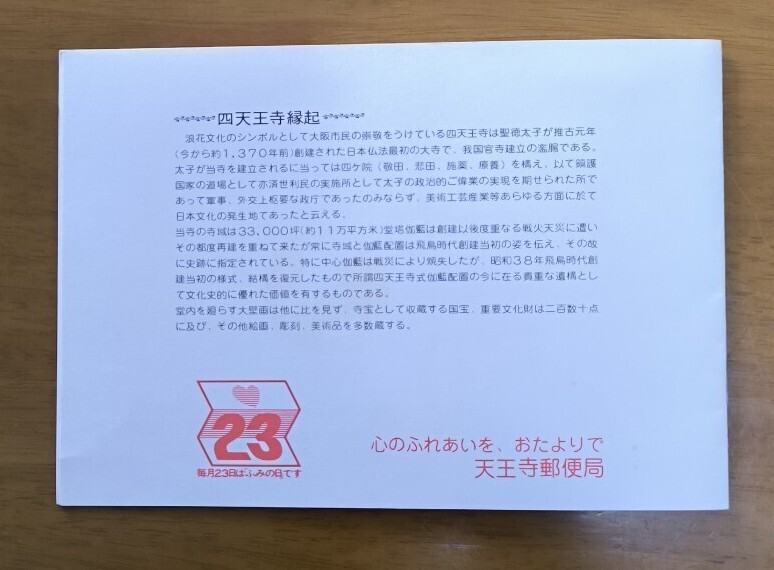 四天王寺縁起
浪花文化のシンボルとして大阪市民の崇敬をうけている四天王寺は聖徳太子が推古元年
(今から約1,370年前)創建された日本仏法最初の大寺で、我国官寺建立の濫觴である。
太子が当寺を建立されるに当っては四ケ院(敬田、悲田、施薬、療養)を構え、以て鎮護
国家の道場として亦済世利民の実施所として太子の政治的ご偉業の実現を期せられた所で
あって軍事、外交上枢要な政庁であったのみならず、美術工芸産業等あらゆる方面に於て
日本文化の発生地であったと云える。
当寺の寺域は33,000坪(約11万平方米)堂塔伽藍は創建以後度重なる戦火天災に遭い
その都度再建を重ねて来たが常に寺域と伽藍配置は飛鳥時代創建当初の姿を伝え、その故
に史跡に指定されている。特に中心伽藍は戦災により焼失したが、昭和38年飛鳥時代創
建当初の様式、結構を復元したもので所謂四天王寺式伽藍配置の今に在る貴重な遺構とし
て文化史的に優れた価値を有するものである。
堂内を廻らす大壁画は他に比を見ず、寺宝として収蔵する国宝、重要文化財は二百数十点
に及び、その他絵画、彫刻、美術品を多数蔵する。
23
毎月23日はふみの日です
心のふれあいを、おたよりで
天王寺郵便局